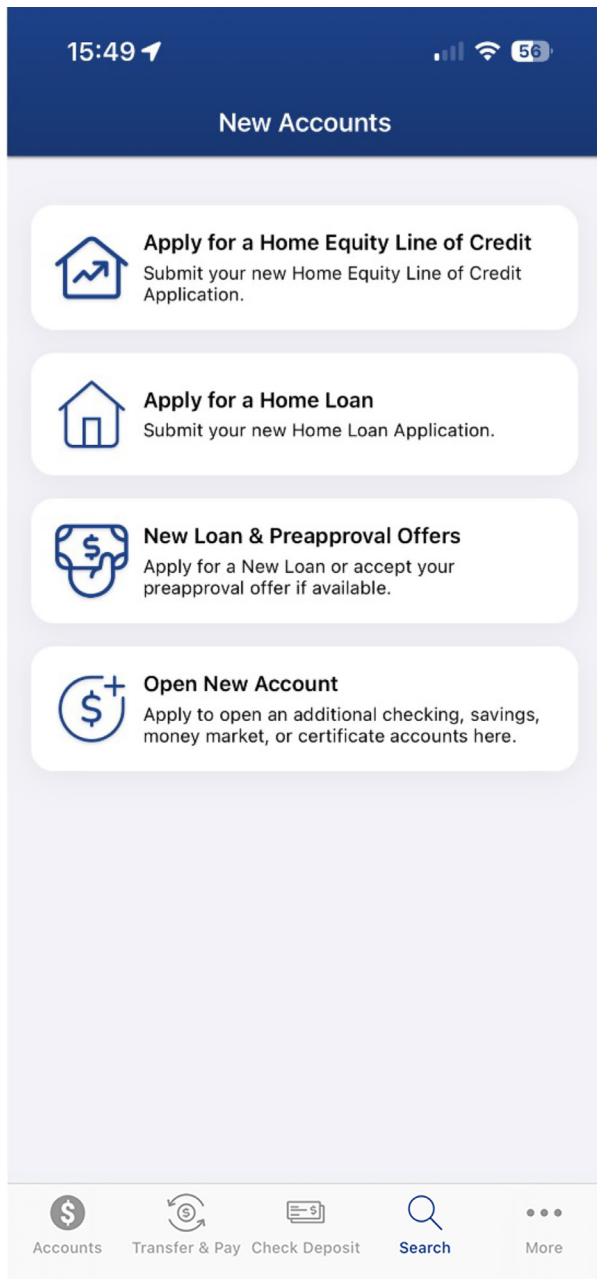 15:49
56
New Accounts
Apply for a Home Equity Line of Credit
Submit your new Home Equity Line of Credit
Application.
Apply for a Home Loan
Submit your new Home Loan Application.
$
New Loan & Preapproval Offers
Apply for a New Loan or accept your
preapproval offer if available.
$
Open New Account
Apply to open an additional checking, savings,
money market, or certificate accounts here.
$ $ $
Accounts Transfer & Pay Check Deposit Search More